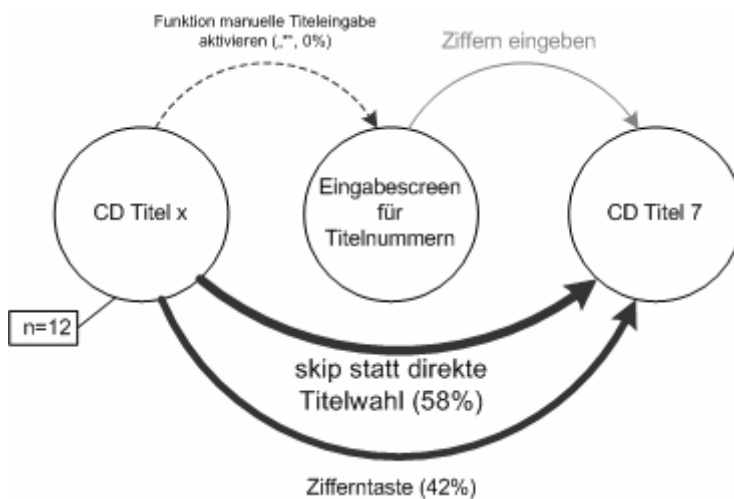 Funktion manuelle Titeleingabe
aktivieren („*“, 0%)
Ziffern eingeben
CD Titel x
Eingabescreen
für
Titelnummern
CD Titel 7
n=12
skip statt direkte
Titelwahl (58%)
Zifferntaste (42%)